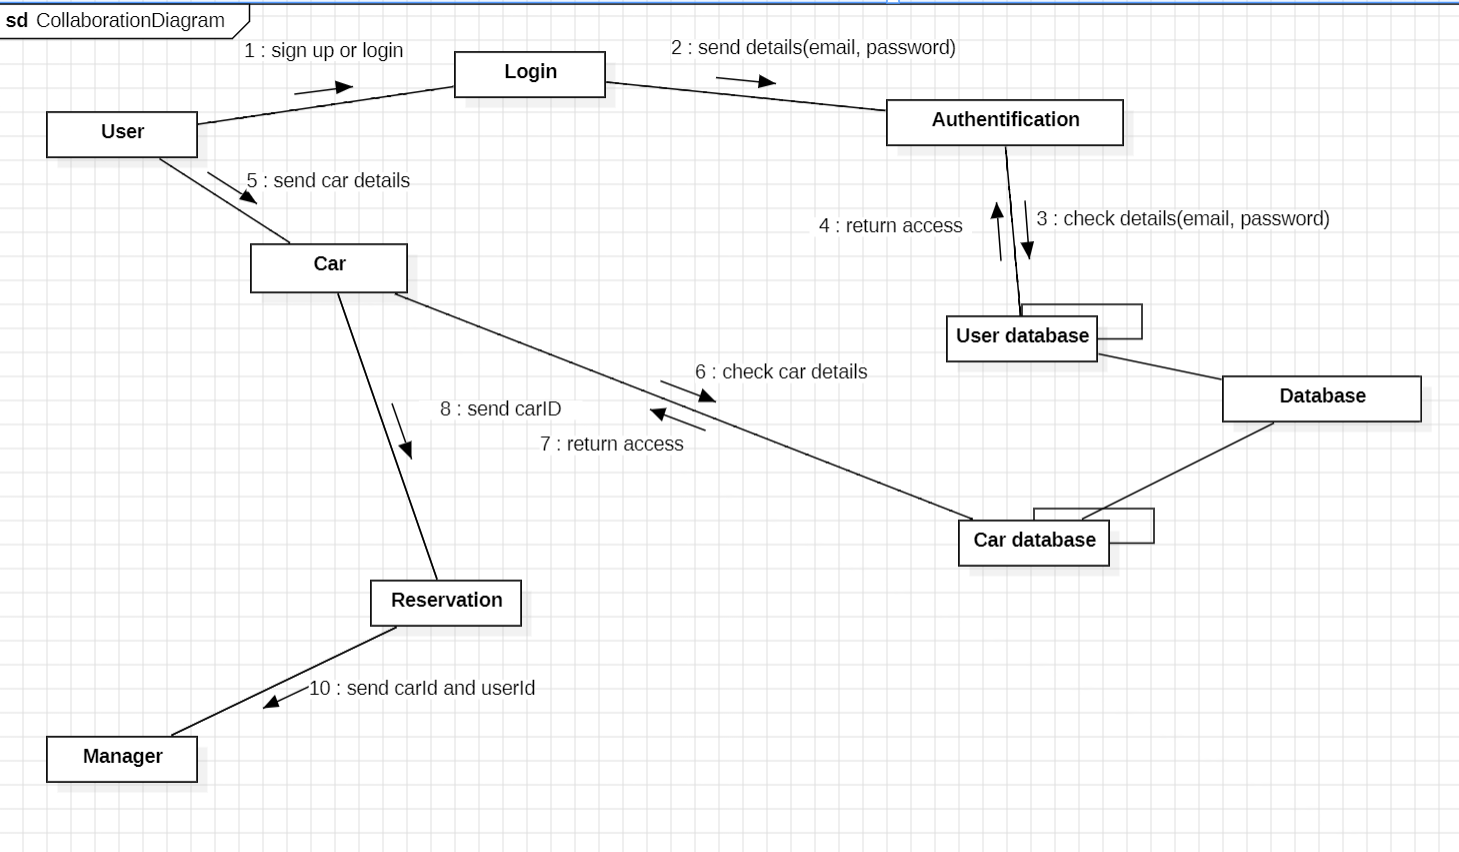 sd CollaborationDiagram
1 : sign up or login
2 : send details(email, password)
Login
Authentification
User
5 : send car details
4 : return access
3 : check details(email, password)
Car
User database
6 : check car details
Database
8 : send carID
7 : return access
Car database
Reservation
10 : send carId and userId
Manager